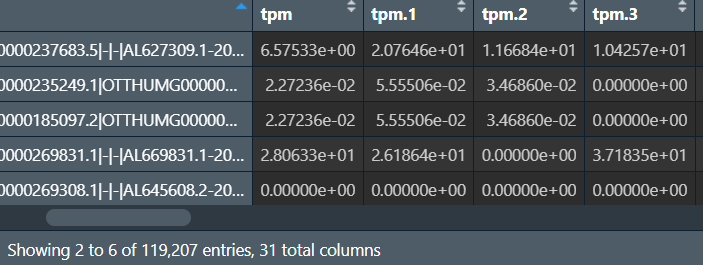 tpm tpm.1 tpm.2 tpm.3
0000237683.5|-|-|AL627309.1-20... 6.57533e+00 2.07646e+01 1.16684e+01 1.04257e+01
0000235249.1|OTTHUMG00000... 2.27236e-02 5.55506e-02 3.46860e-02 0.00000e+00
0000185097.2|OTTHUMG00000... 2.27236e-02 5.55506e-02 3.46860e-02 0.00000e+00
0000269831.1|-|-|AL669831.1-20... 2.80633e+01 2.61864e+01 0.00000e+00 3.71835e+01
0000269308.1|-|-|AL645608.2-20... 0.00000e+00 0.00000e+00 0.00000e+00 0.00000e+00
Showing 2 to 6 of 119,207 entries, 31 total columns